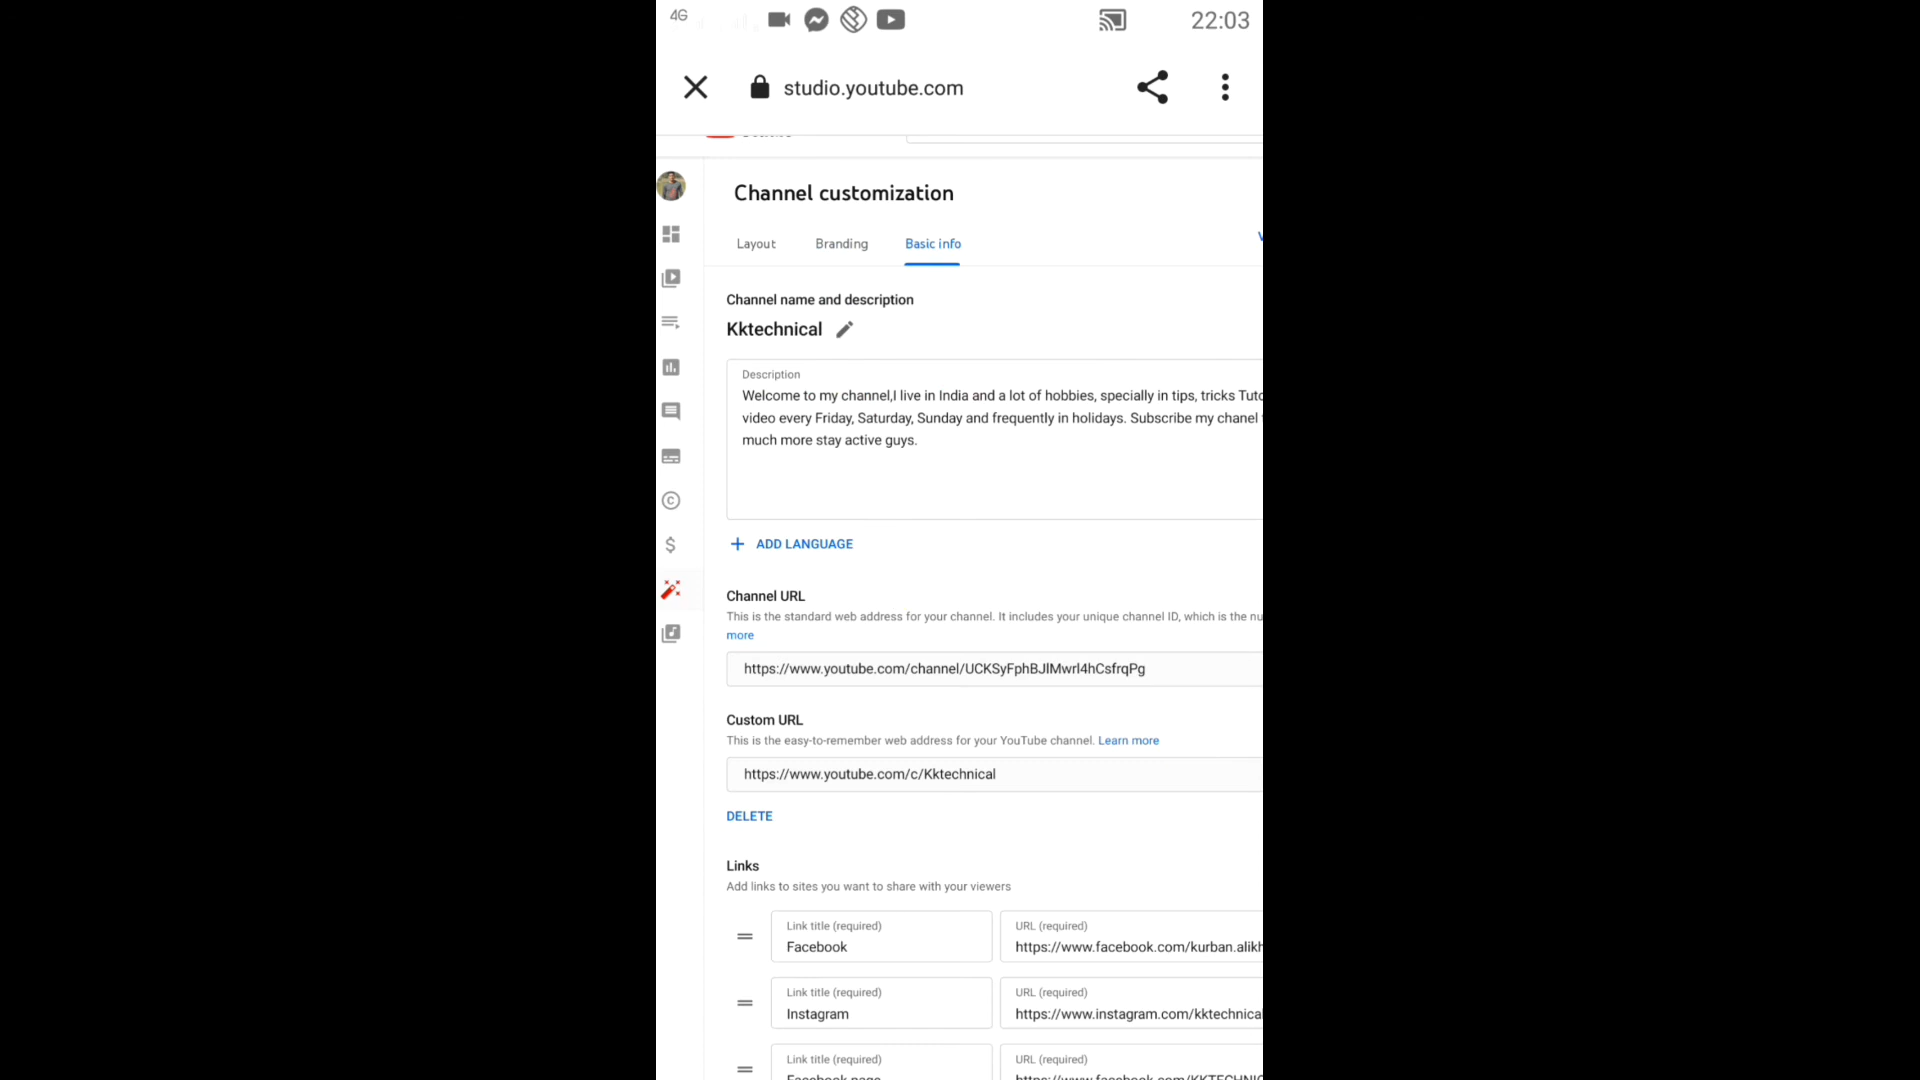 4G
22:03
studio.youtube.com
Channel customization
Layout
Branding
Basic info
Channel name and description
Kktechnical
Description
Welcome to my channel,I live in India and a lot of hobbies, specially in tips, tricks
video every Friday, Saturday, Sunday and frequently in holidays. Subscribe my chanel
much more stay active guys.
ADD LANGUAGE
Channel URL
This is the standard web address for your channel. It includes your unique channel ID, which is the
more
https://www.youtube.com/channel/UCKSyFphBJlMwrl4hCsfrqPg
Custom URL
This is the easy-to-remember web address for your YouTube channel. Learn more
https://www.youtube.com/c/Kktechnical
DELETE
Links
Add links to sites you want to share with your viewers
Link title (required)
URL (required)
Facebook
https://www.facebook.com/kurban.alikh
Link title (required)
URL (required)
Instagram
https://www.instagram.com/kktechnica
Link title (required)
URL (required)
Facebook page